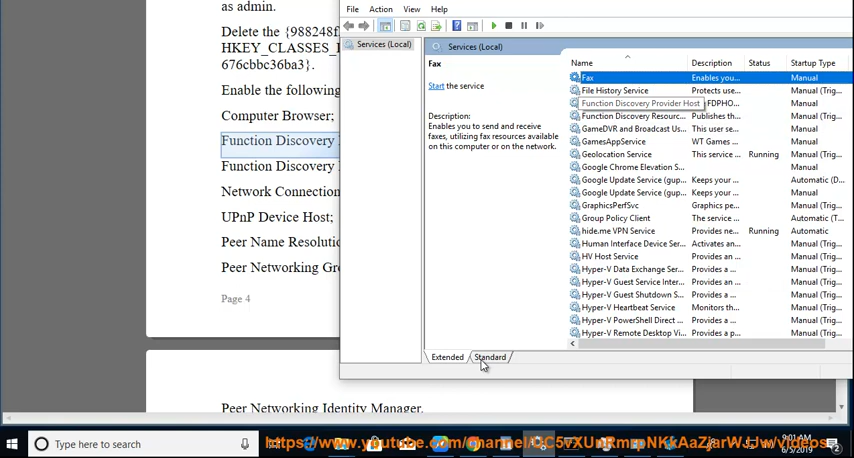 as admin.
Delete the {988248f
HKEY_CLASSES_
676cbbc36ba3}.
Enable the following
Computer Browser;
Function Discovery
Function Discovery
Network Connection
UPnP Device Host;
Peer Name Resolutio
Peer Networking Gr
Page 4
Peer Networking Identity Manager.
File Action View Help
Services (Local)
Services (Local)
Fax
Start the service
Description:
Enables you to send and receive
faxes, utilizing fax resources available
on this computer or on the network.
Name Description Status Startup Type
Fax Enables you... Manual
File History Service Protects use... Manual (Trig...
Function Discovery Provider Host FDPHO... Manual
Function Discovery Resourc... Publishes th... Manual (Trig...
GameDVR and Broadcast Us... This user se... Manual
GamesAppService WT Games ... Manual
Geolocation Service This service ... Running Manual (Trig...
Google Chrome Elevation S... Manual
Google Update Service (gup... Keeps your ... Automatic (D...
Google Update Service (gup... Keeps your ... Manual
GraphicsPerfSvc Graphics pe... Manual (Trig...
Group Policy Client The service ... Automatic (T...
hide.me VPN Service Provides ne... Running Automatic
Human Interface Device Ser... Activates an... Manual (Trig...
HV Host Service Provides an ... Manual (Trig...
Hyper-V Data Exchange Ser... Provides a ... Manual (Trig...
Hyper-V Guest Service Inter... Provides an ... Manual (Trig...
Hyper-V Guest Shutdown S... Provides a ... Manual (Trig...
Hyper-V Heartbeat Service Monitors th... Manual (Trig...
Hyper-V PowerShell Direct ... Provides a ... Manual (Trig...
Hyper-V Remote Desktop Vi... Provides a p... Manual (Trig...
Extended Standard
Type here to search
9:01 AM
6/5/2019
2